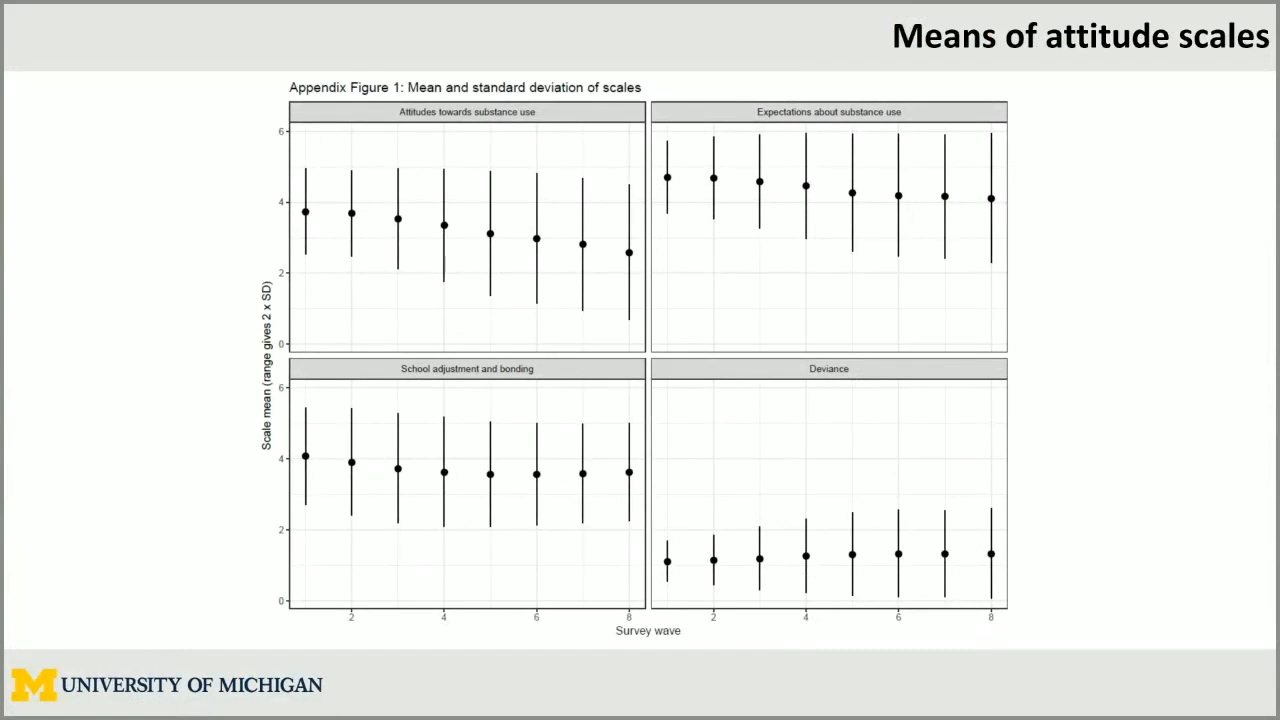 Means of attitude scales
Appendix Figure 1: Mean and standard deviation of scales
Attitudes towards substance use
Expectations about substance use
6
4
2
0
School adjustment and bonding
Deviance
6
4
2
0
Scale mean (range gives 2 x SD)
2 4 6 8
2 4 6 8
Survey wave
M UNIVERSITY OF MICHIGAN